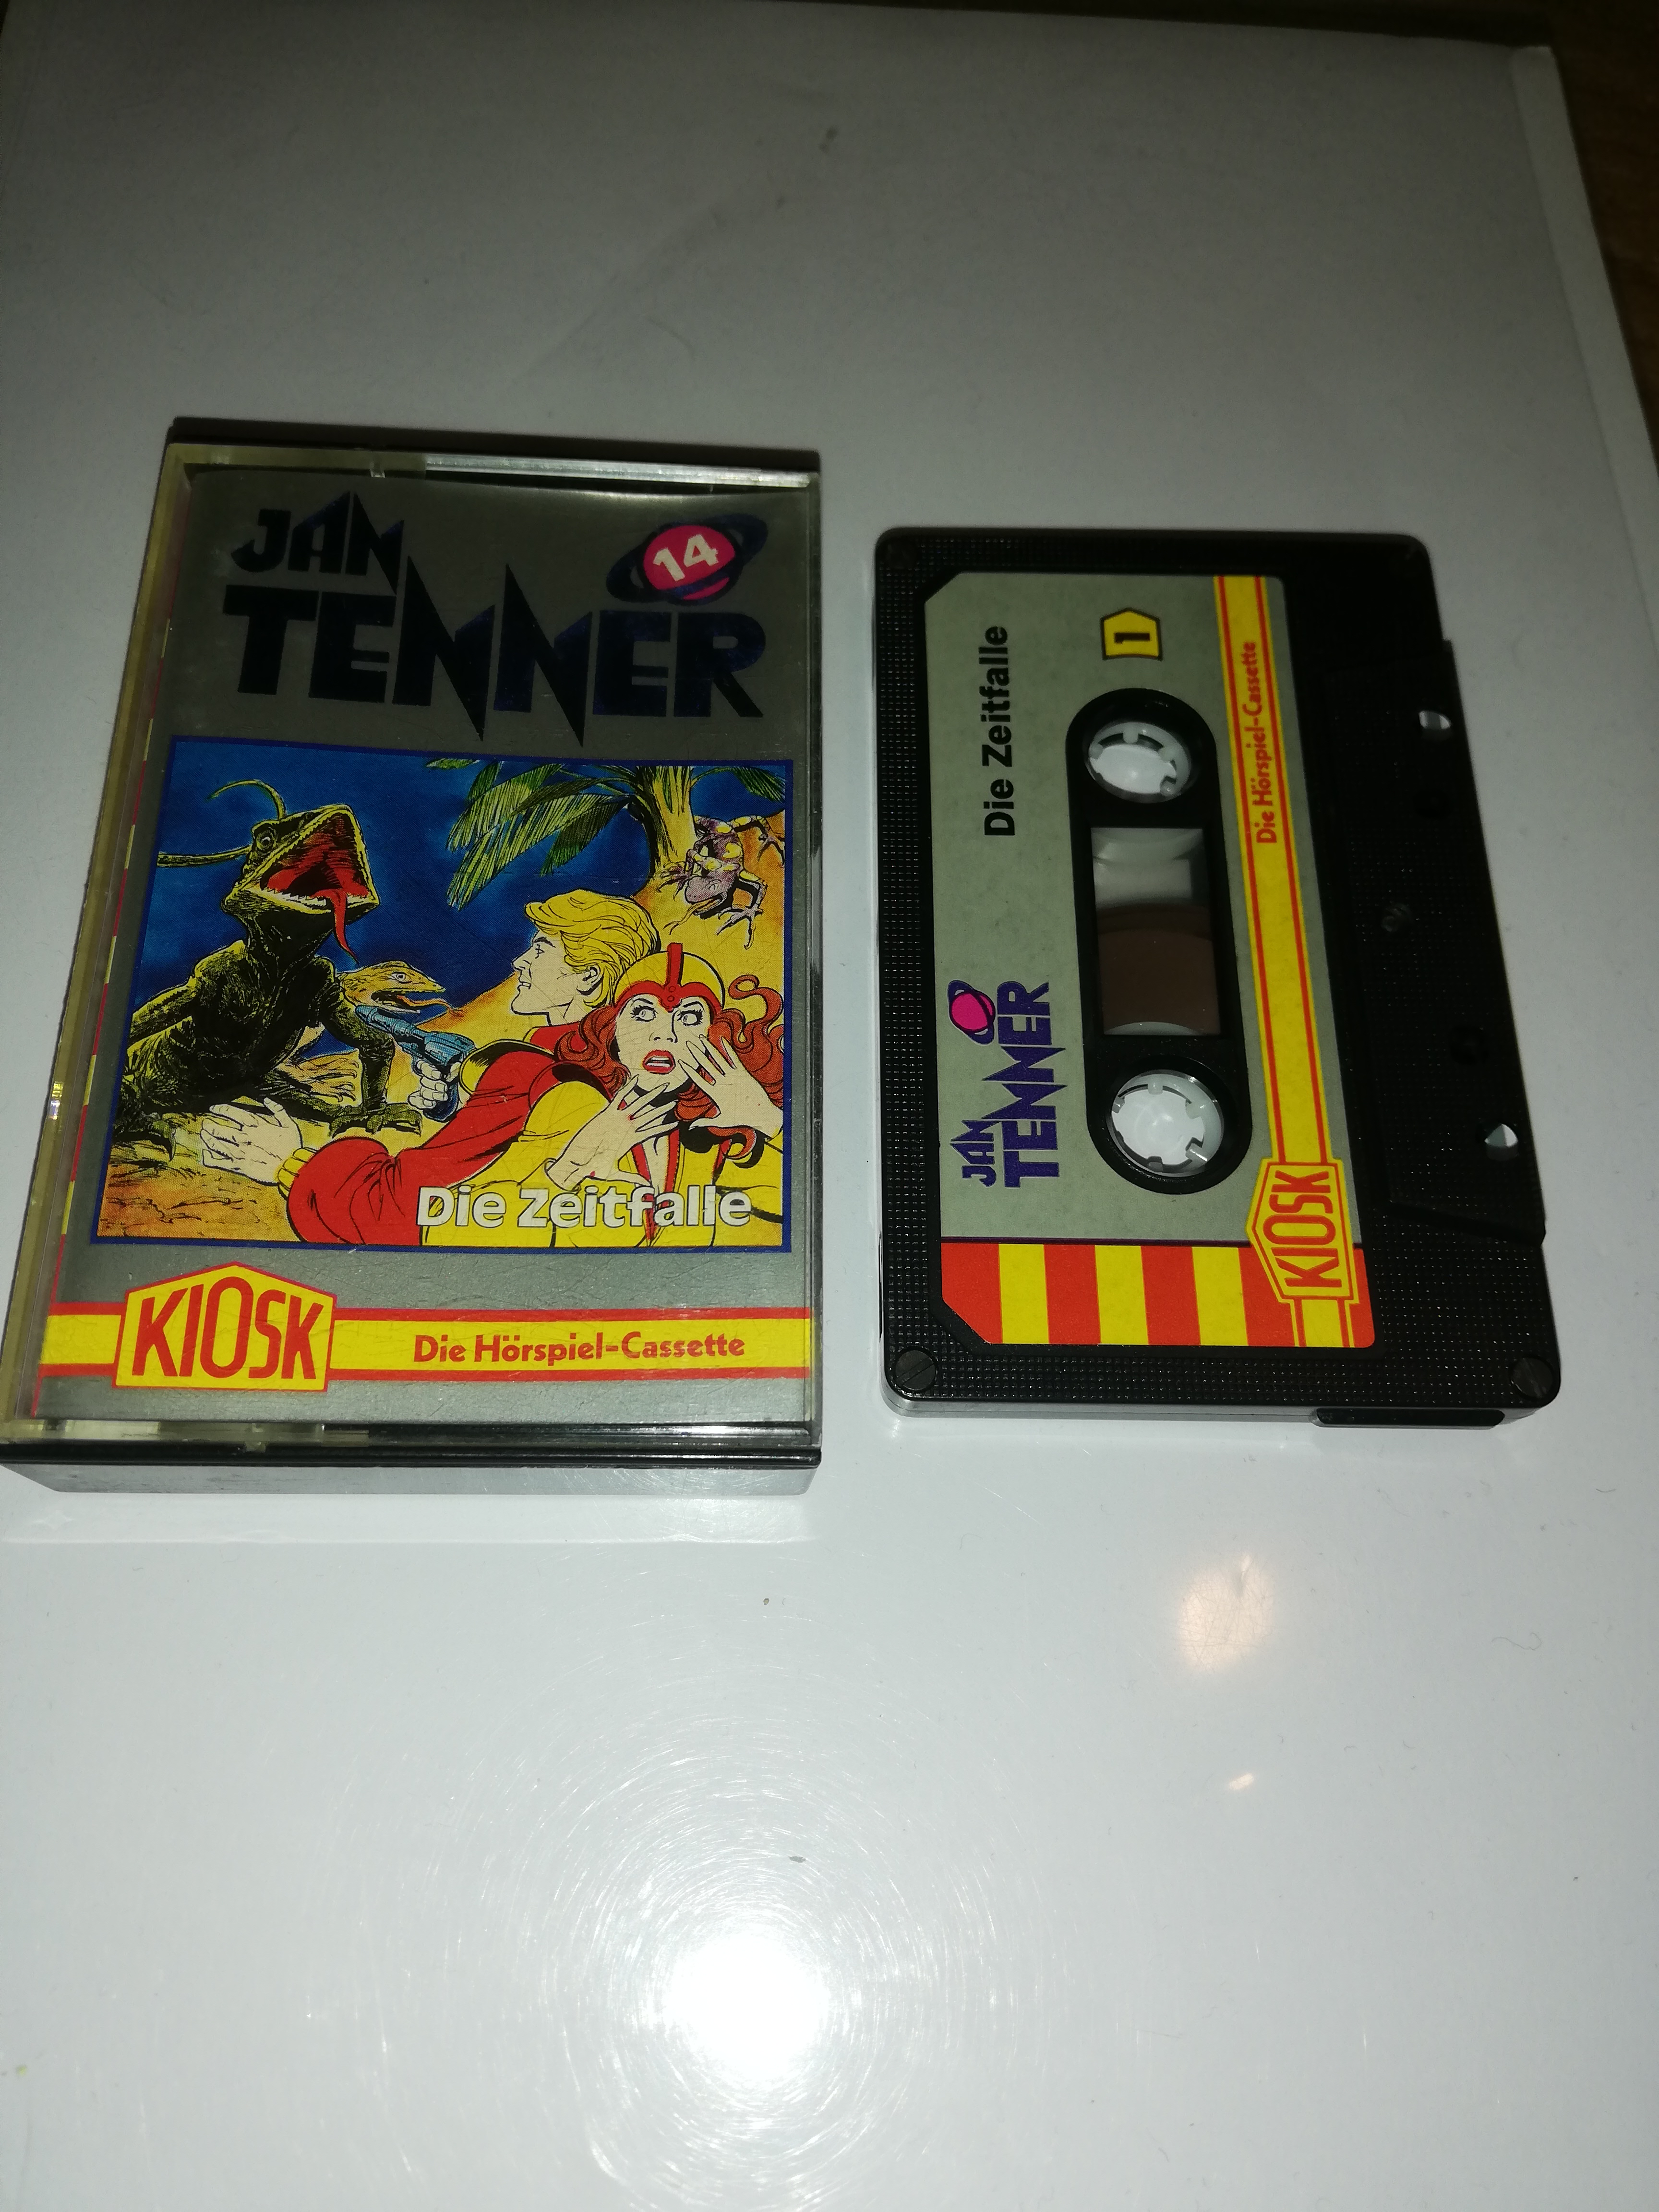 JAN
14
TENNER
Die Zeitfalle
KIOSK
Die Hörspiel-Cassette
JAN
TENNER
Die Zeitfalle
1
KIOSK
Die Hörspiel-Cassette